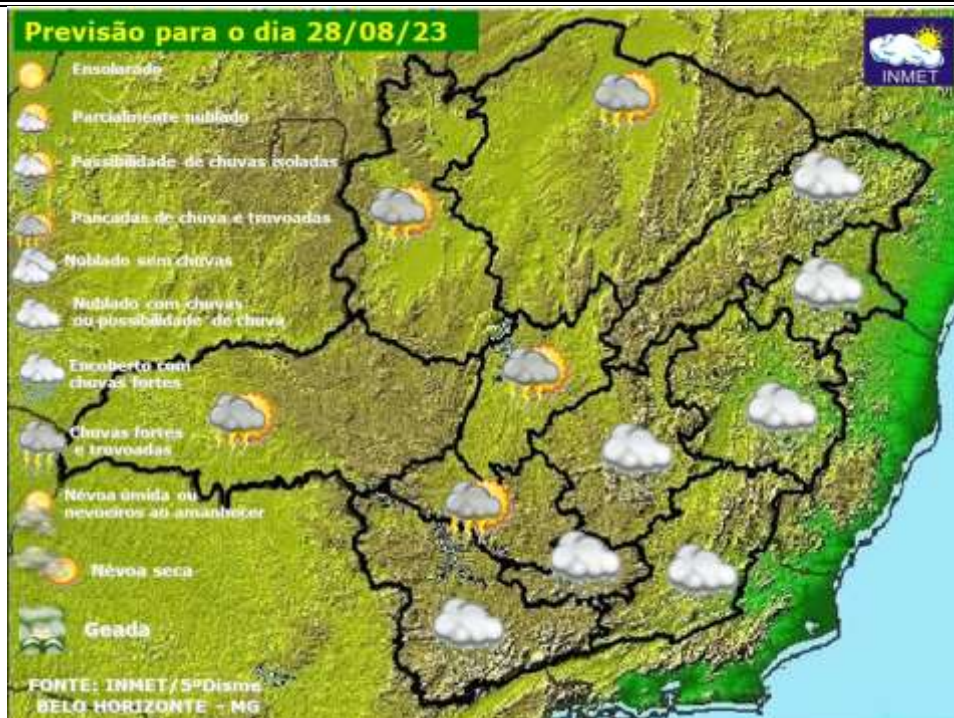 Previsão para o dia 28/08/23
INMET
Ensolarado
Parcialmente nublado
Possibilidade de chuvas isoladas
Pancadas de chuva e trovoadas
Nublado sem chuvas
Nublado com chuvas
ou possibilidade de chuva
Encoberto com
chuvas fortes
Chuvas fortes
e trovoadas
Névoa úmida ou
nevoeiros ao amanhecer
Névoa seca
Geada
FONTE: INMET/5ºDisme
BELO HORIZONTE - MG